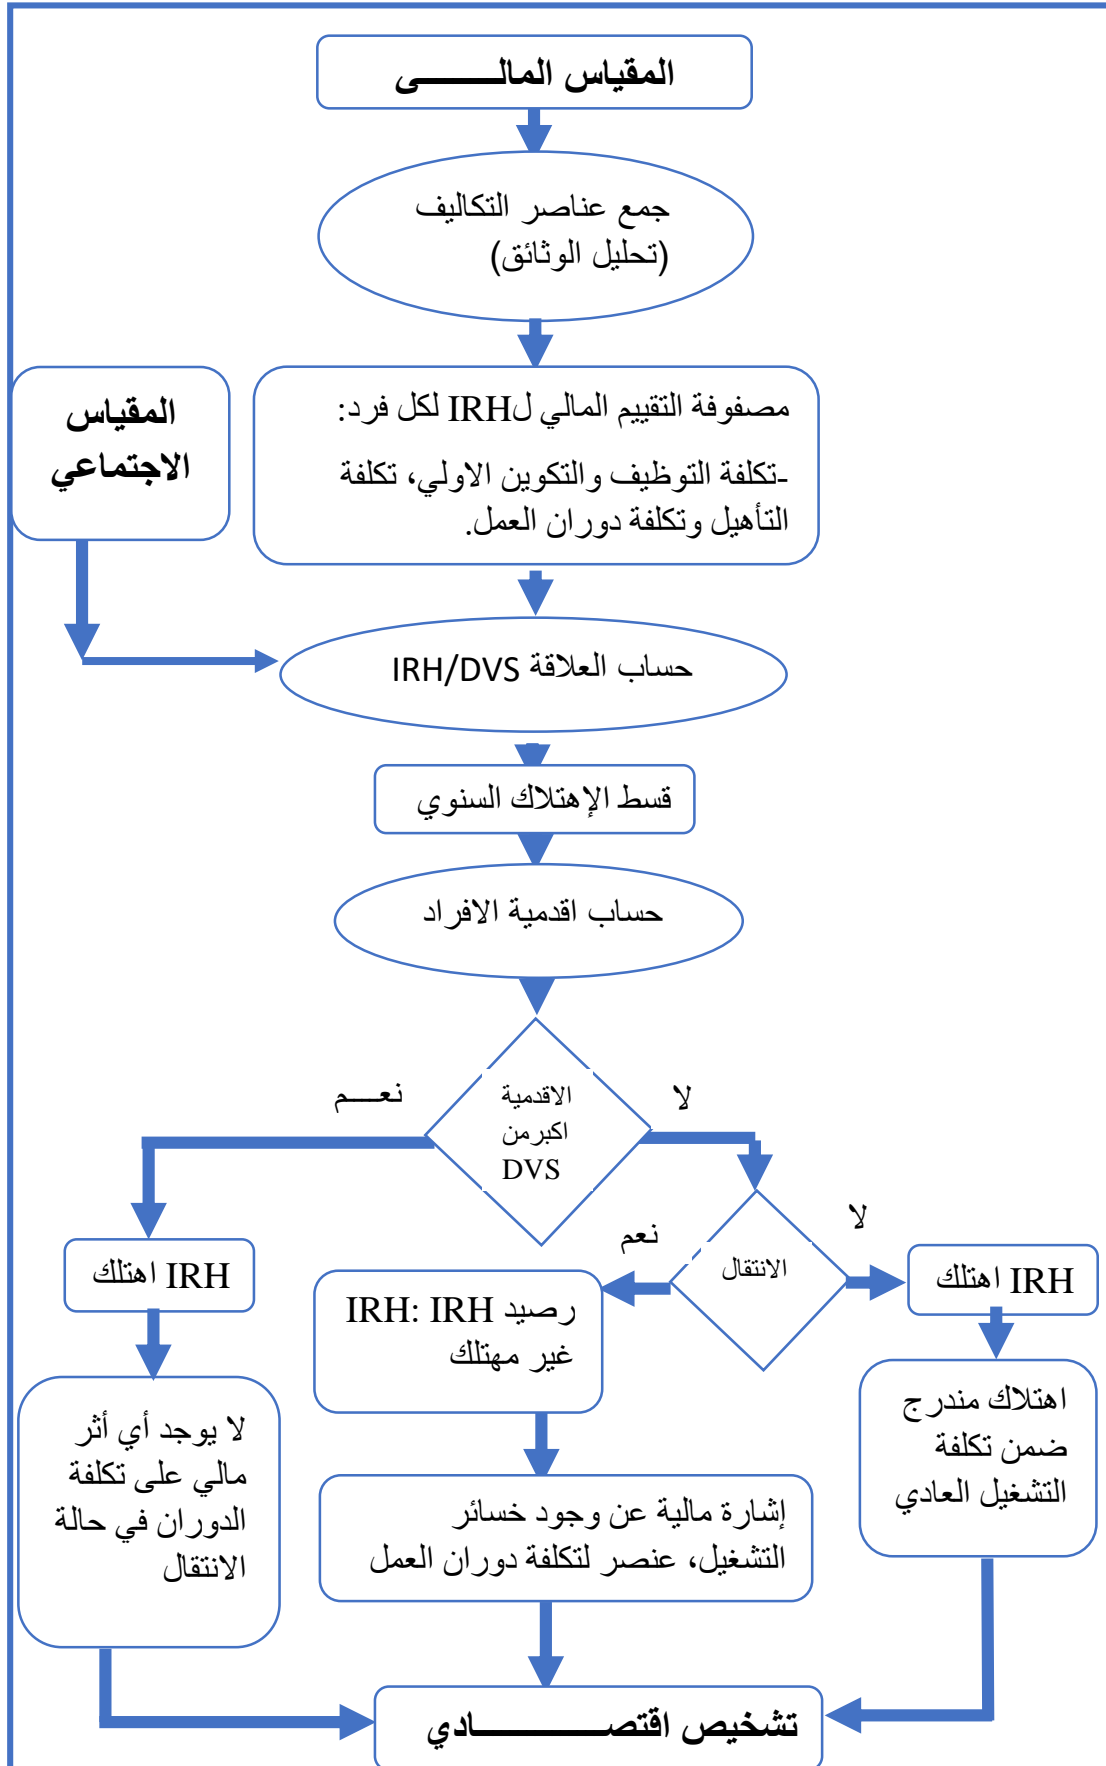 المقياس المالــــــــى
جمع عناصر التكاليف
(تحليل الوثائق)
مصفوفة التقييم المالي لIRH لكل فرد:
-تكلفة التوظيف والتكوين الاولي، تكلفة
التأهيل وتكلفة دوران العمل.
المقياس
الاجتماعي
حساب العلاقة IRH/DVS
قسط الإهتلاك السنوي
حساب اقدمية الافراد
الاقدمية
اكبرمن
DVS
نعـــم
لا
الانتقال
نعم
لا
IRH اهتلك
رصيد IRH: IRH
غير مهتلك
IRH اهتلك
لا يوجد أي أثر
مالي على تكلفة
الدوران في حالة
الانتقال
إشارة مالية عن وجود خسائر
التشغيل، عنصر لتكلفة دوران العمل
اهتلاك مندرج
ضمن تكلفة
التشغيل العادي
تشخيص اقتصــــــــــــادي